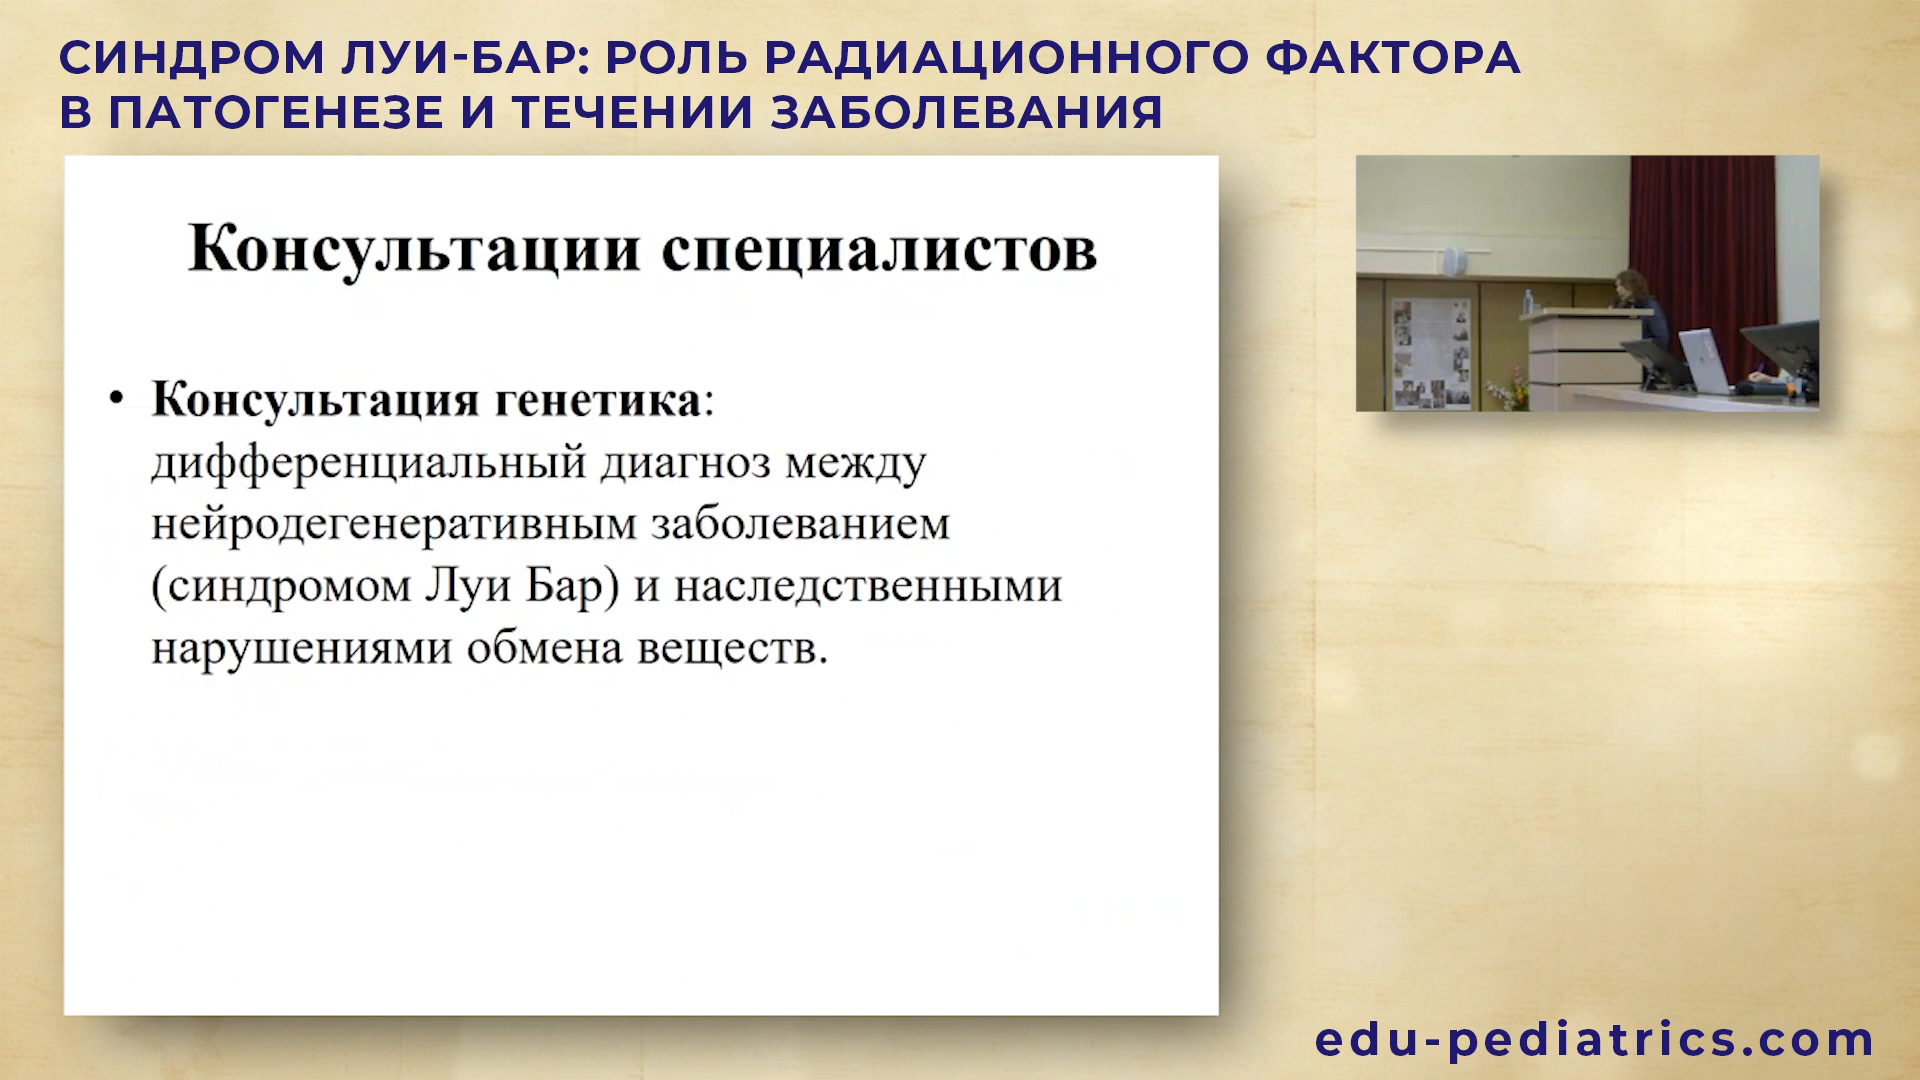 СИНДРОМ ЛУИ-БАР: РОЛЬ РАДИАЦИОННОГО ФАКТОРА
В ПАТОГЕНЕЗЕ И ТЕЧЕНИИ ЗАБОЛЕВАНИЯ
Консультации специалистов
• Консультация генетика:
дифференциальный диагноз между
нейродегенеративным заболеванием
(синдромом Луи Бар) и наследственными
нарушениями обмена веществ.
edu-pediatrics.com